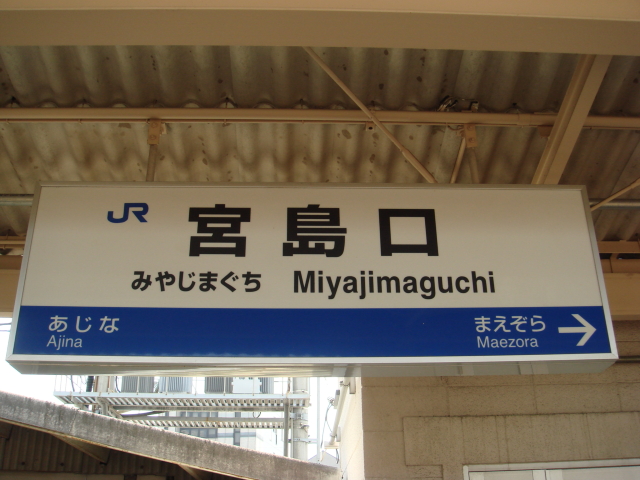 JR 宮島口
みやじまぐち Miyajimaguchi
あじな まえぞら
Ajina Maezora